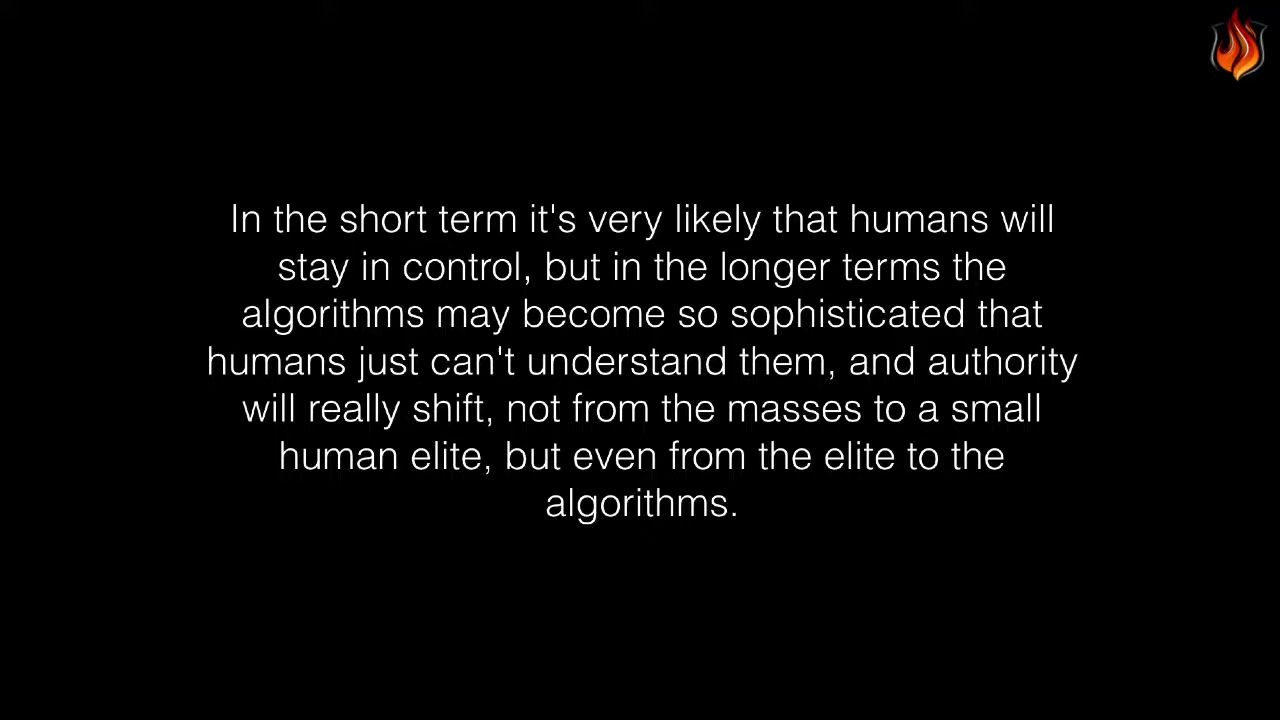 In the short term it's very likely that humans will
stay in control, but in the longer terms the
algorithms may become so sophisticated that
humans just can't understand them, and authority
will really shift, not from the masses to a small
human elite, but even from the elite to the
algorithms.